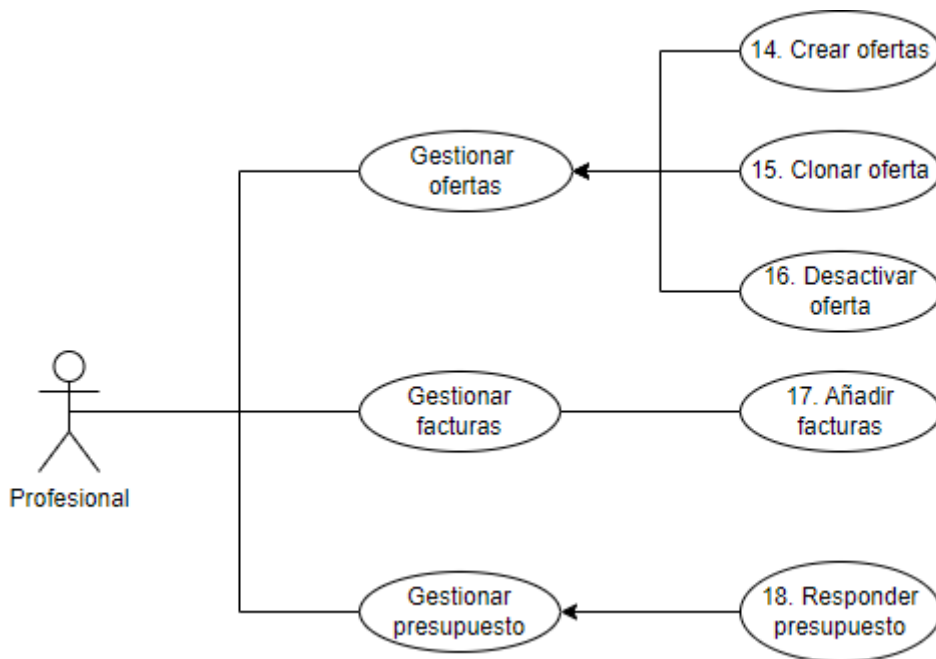 14. Crear ofertas
Gestionar
ofertas
15. Clonar oferta
16. Desactivar
oferta
Gestionar
facturas
17. Añadir
facturas
Profesional
Gestionar
presupuesto
18. Responder
presupuesto